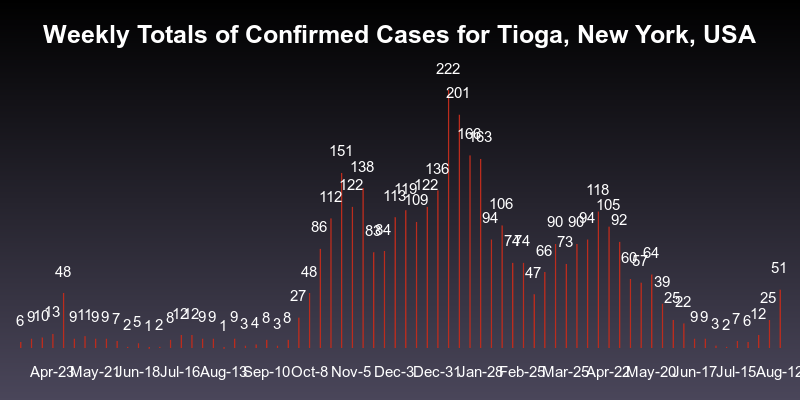 Weekly Totals of Confirmed Cases for Tioga, New York, USA
6 9 10 13 48 9 11 9 9 7 2 5 1 2 8 12 12 9 9 1 9 3 4 8 3 8 27 48 86 112 151 122 138 83 84 113 119 109 122 136 222 201 166 163 94 106 74 74 47 66 90 73 90 94 118 105 92 60 57 64 39 25 22 9 9 3 2 7 6 12 25 51
Apr-23 May-21 Jun-18 Jul-16 Aug-13 Sep-10 Oct-8 Nov-5 Dec-3 Dec-31 Jan-28 Feb-25 Mar-25 Apr-22 May-20 Jun-17 Jul-15 Aug-12